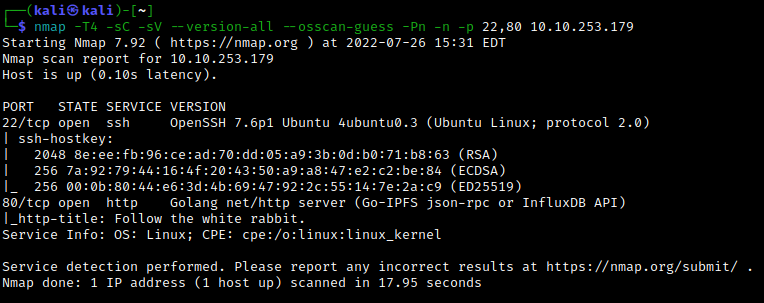 ┌──(kali㉿kali)-[~]
└─$ nmap -T4 -sC -sV --version-all --osscan-guess -Pn -n -p 22,80 10.10.253.179
Starting Nmap 7.92 ( https://nmap.org ) at 2022-07-26 15:31 EDT
Nmap scan report for 10.10.253.179
Host is up (0.10s latency).

PORT   STATE SERVICE VERSION
22/tcp open  ssh     OpenSSH 7.6p1 Ubuntu 4ubuntu0.3 (Ubuntu Linux; protocol 2.0)
| ssh-hostkey:
|   2048 8e:ee:fb:96:ce:ad:70:dd:05:a9:3b:0d:b0:71:b8:63 (RSA)
|   256 7a:92:79:44:16:4f:20:43:50:a9:a8:47:e2:c2:be:84 (ECDSA)
|_  256 00:0b:80:44:e6:3d:4b:69:47:92:2c:55:14:7e:2a:c9 (ED25519)
80/tcp open  http    Golang net/http server (Go-IPFS json-rpc or InfluxDB API)
|_http-title: Follow the white rabbit.
Service Info: OS: Linux; CPE: cpe:/o:linux:linux_kernel

Service detection performed. Please report any incorrect results at https://nmap.org/submit/ .
Nmap done: 1 IP address (1 host up) scanned in 17.95 seconds